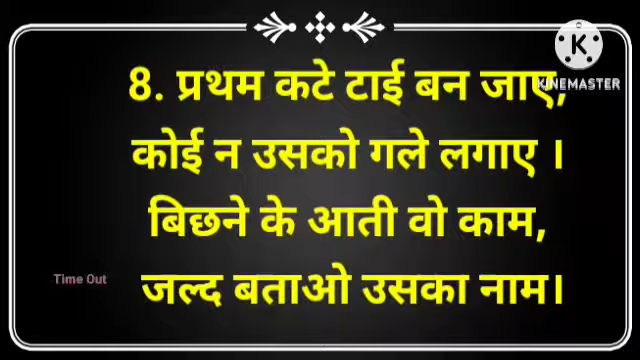 KINEMASTER
8. प्रथम कटे टाई बन जाए,
कोई न उसको गले लगाए ।
बिछने के आती वो काम,
Time Out
जल्द बताओ उसका नाम।